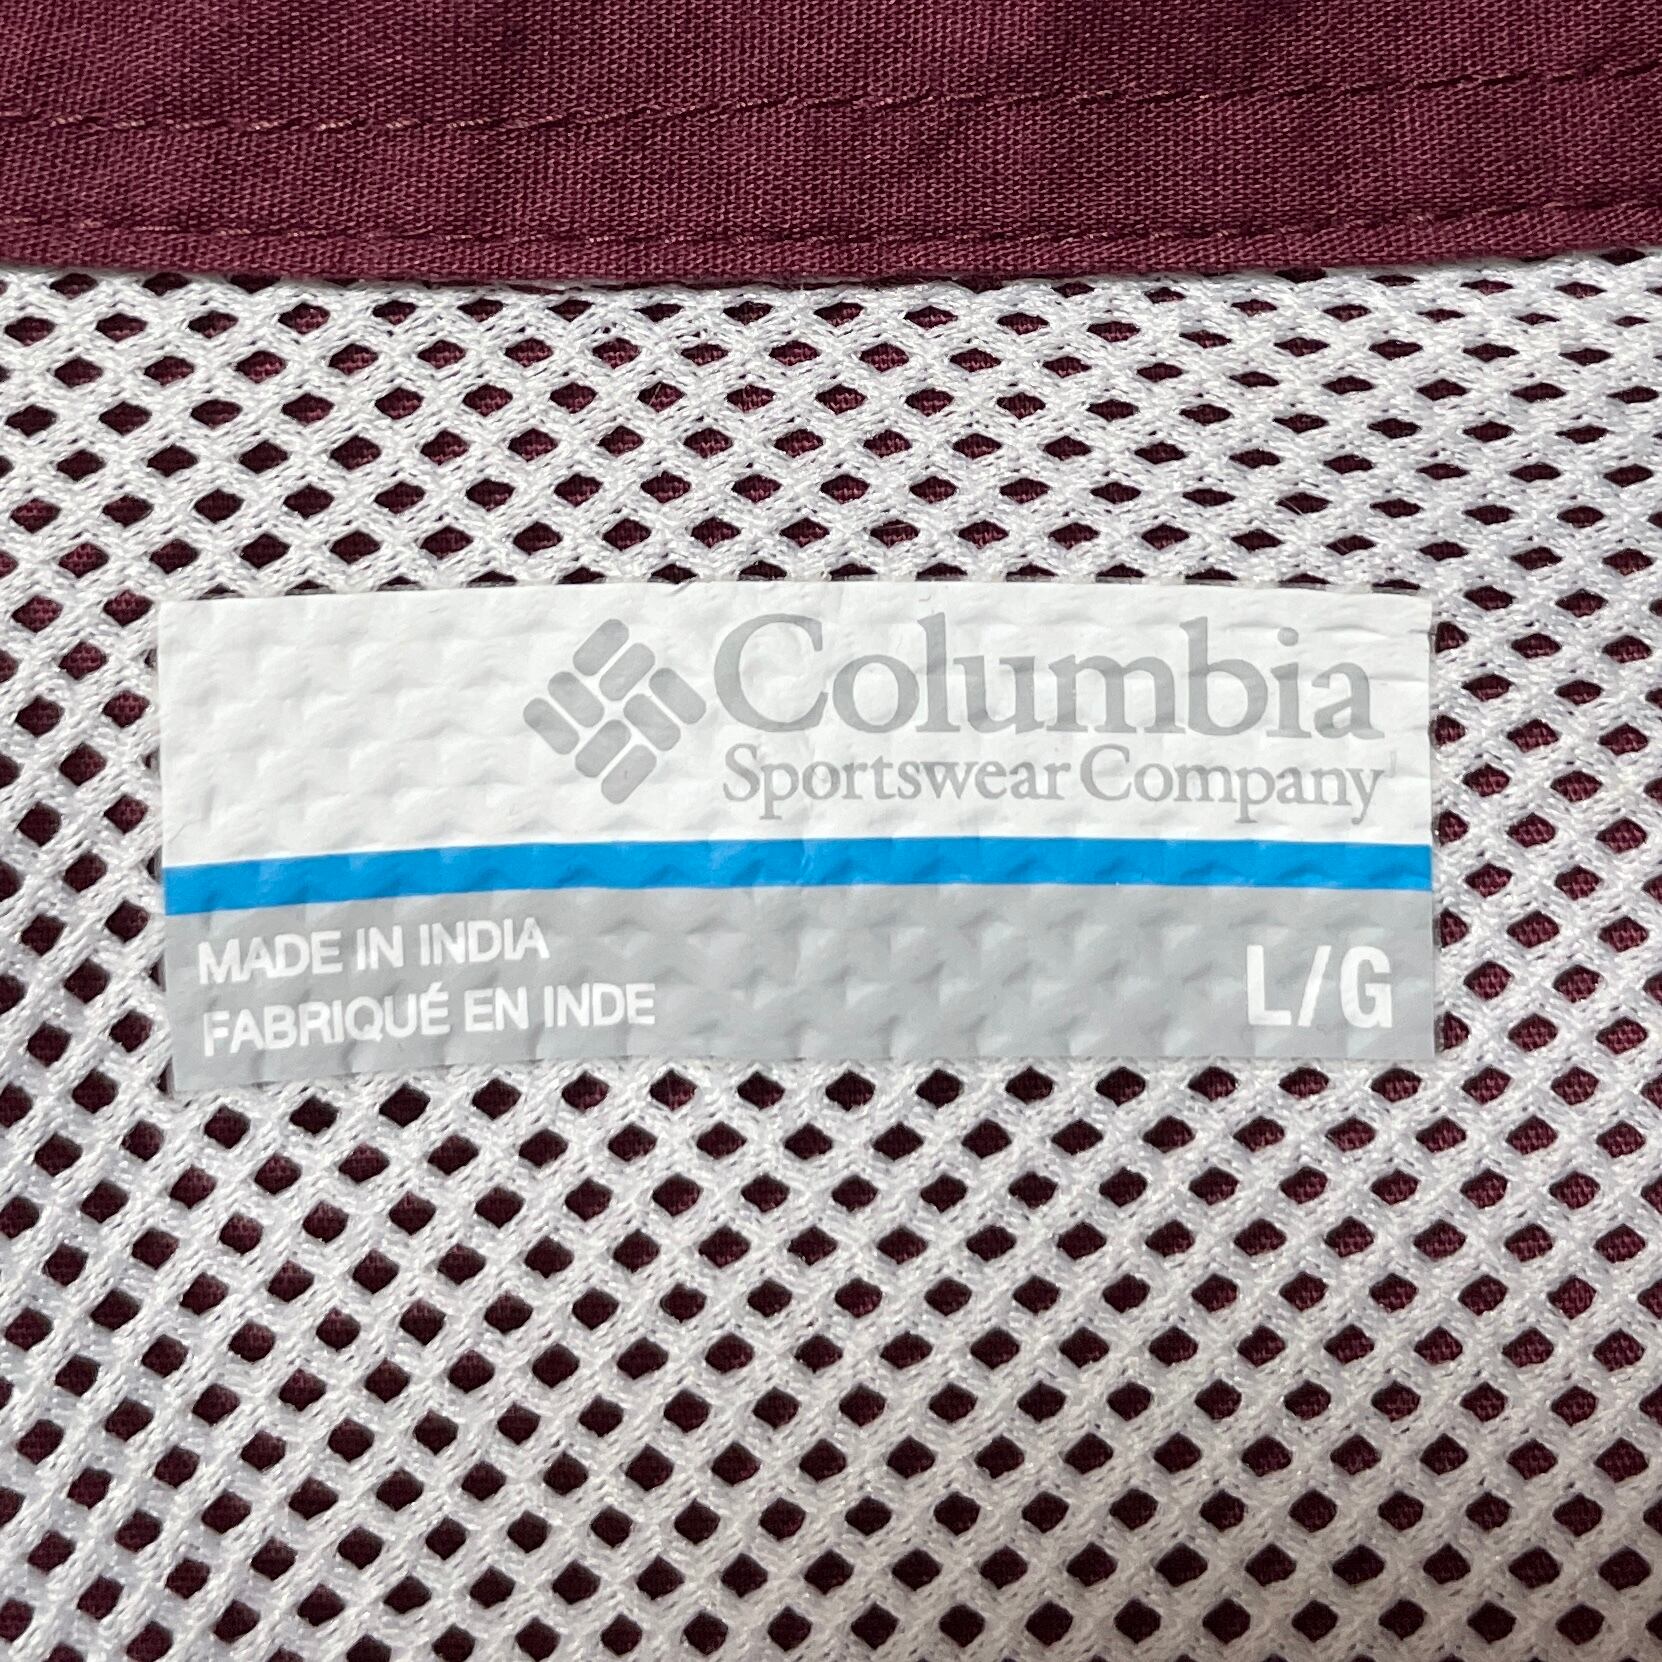 Columbia
Sportswear Company
MADE IN INDIA
FABRIQUÉ EN INDE
L/G